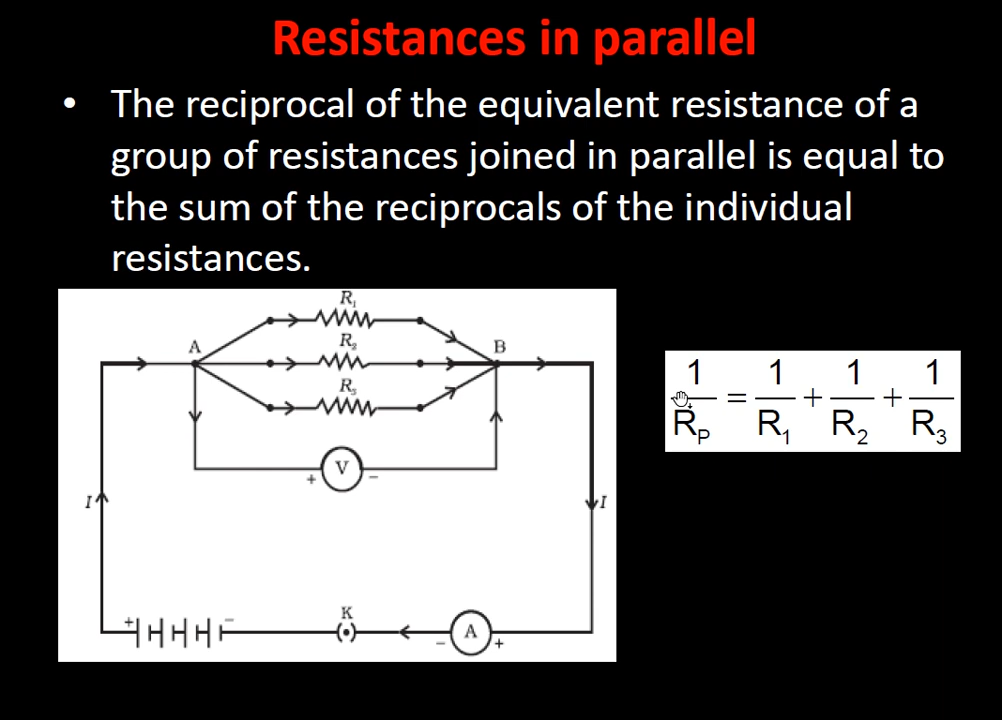 Resistances in parallel
• The reciprocal of the equivalent resistance of a
group of resistances joined in parallel is equal to
the sum of the reciprocals of the individual
resistances.
R₁
R₂
R₃
A
B
V
+
−
I
I
+
−
K
−
A
+
1/Rₚ = 1/R₁ + 1/R₂ + 1/R₃